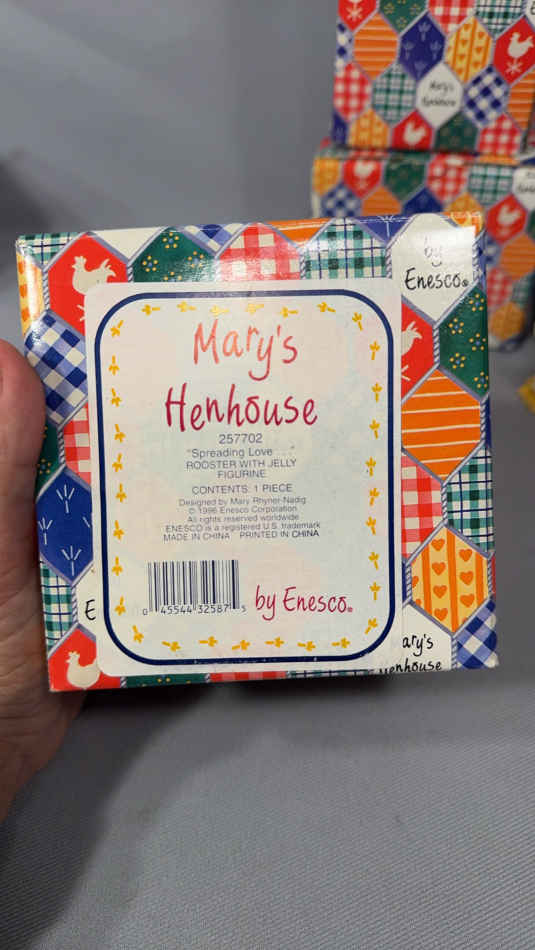 Mary's
Henhouse
by
Enesco®
Mary's
Henhouse
257702
"Spreading Love . . ."
ROOSTER WITH JELLY
FIGURINE
CONTENTS: 1 PIECE
Designed by Mary Rhyner-Nadig
© 1996 Enesco Corporation
All rights reserved worldwide
ENESCO is a registered U.S. trademark
MADE IN CHINA PRINTED IN CHINA
0 45544 32587 5
by Enesco®
E
ary's
Henhouse